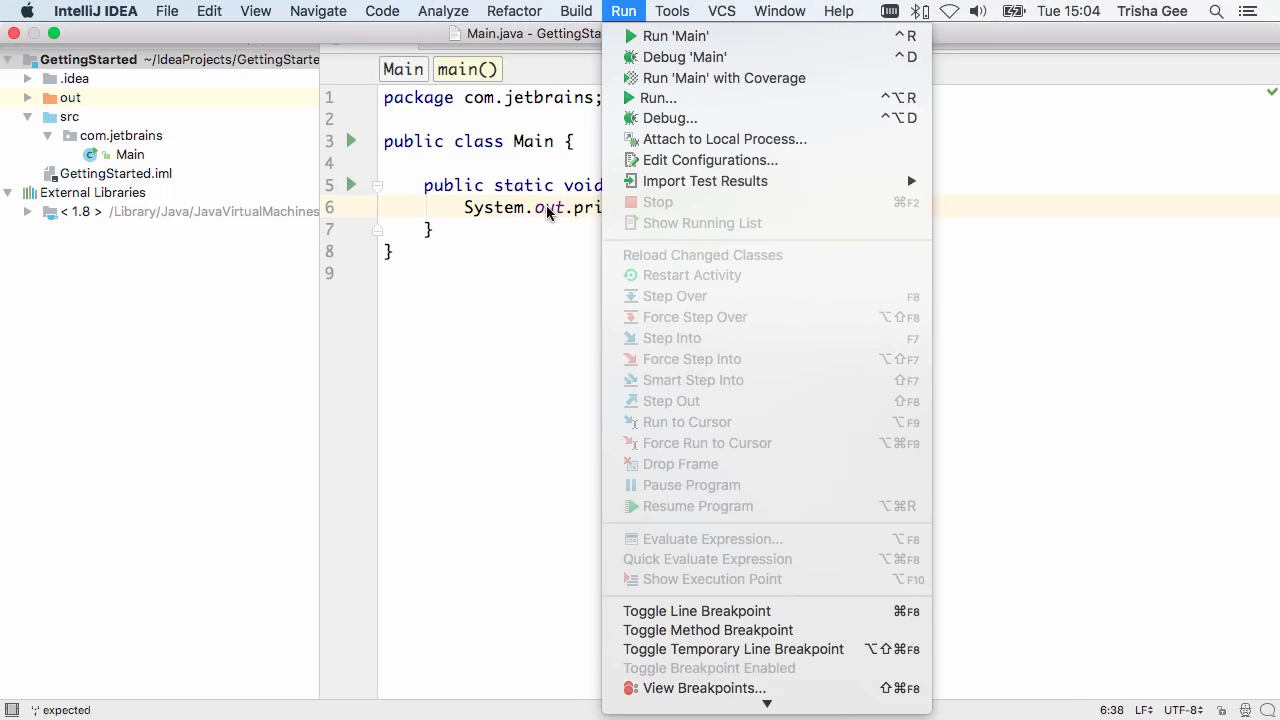 IntelliJ IDEA File Edit View Navigate Code Analyze Refactor Build Run Tools VCS Window Help Tue 15:04 Trisha Gee
Main.java - GettingSta
GettingStarted ~/IdeaProjects/GettingStarte
.idea
out
src
com.jetbrains
Main
GettingStarted.iml
External Libraries
< 1.8 > /Library/Java/JavaVirtualMachines
Main main()
1 package com.jetbrains;
2
3 public class Main {
4
5 public static void
6 System.out.pri
7 }
8 }
9
Run 'Main' ^R
Debug 'Main' ^D
Run 'Main' with Coverage
Run... ^⌥R
Debug... ^⌥D
Attach to Local Process...
Edit Configurations...
Import Test Results
Stop ⌘F2
Show Running List
Reload Changed Classes
Restart Activity
Step Over F8
Force Step Over ⌥⇧F8
Step Into F7
Force Step Into ⌥⇧F7
Smart Step Into ⇧F7
Step Out ⇧F8
Run to Cursor ⌥F9
Force Run to Cursor ⌥⌘F9
Drop Frame
Pause Program
Resume Program ⌥⌘R
Evaluate Expression... ⌥F8
Quick Evaluate Expression ⌥⌘F8
Show Execution Point ⌥F10
Toggle Line Breakpoint ⌘F8
Toggle Method Breakpoint
Toggle Temporary Line Breakpoint ⌥⇧⌘F8
Toggle Breakpoint Enabled
View Breakpoints... ⇧⌘F8
';' expected
6:38 LF UTF-8